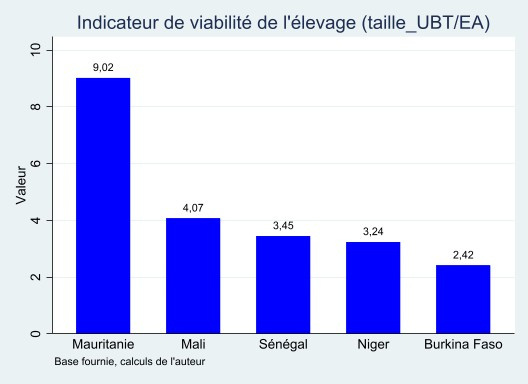 Indicateur de viabilité de l'élevage (taille_UBT/EA)
10
8
6
4
2
0
Valeur
9,02
4,07
3,45
3,24
2,42
Mauritanie
Mali
Sénégal
Niger
Burkina Faso
Base fournie, calculs de l'auteur